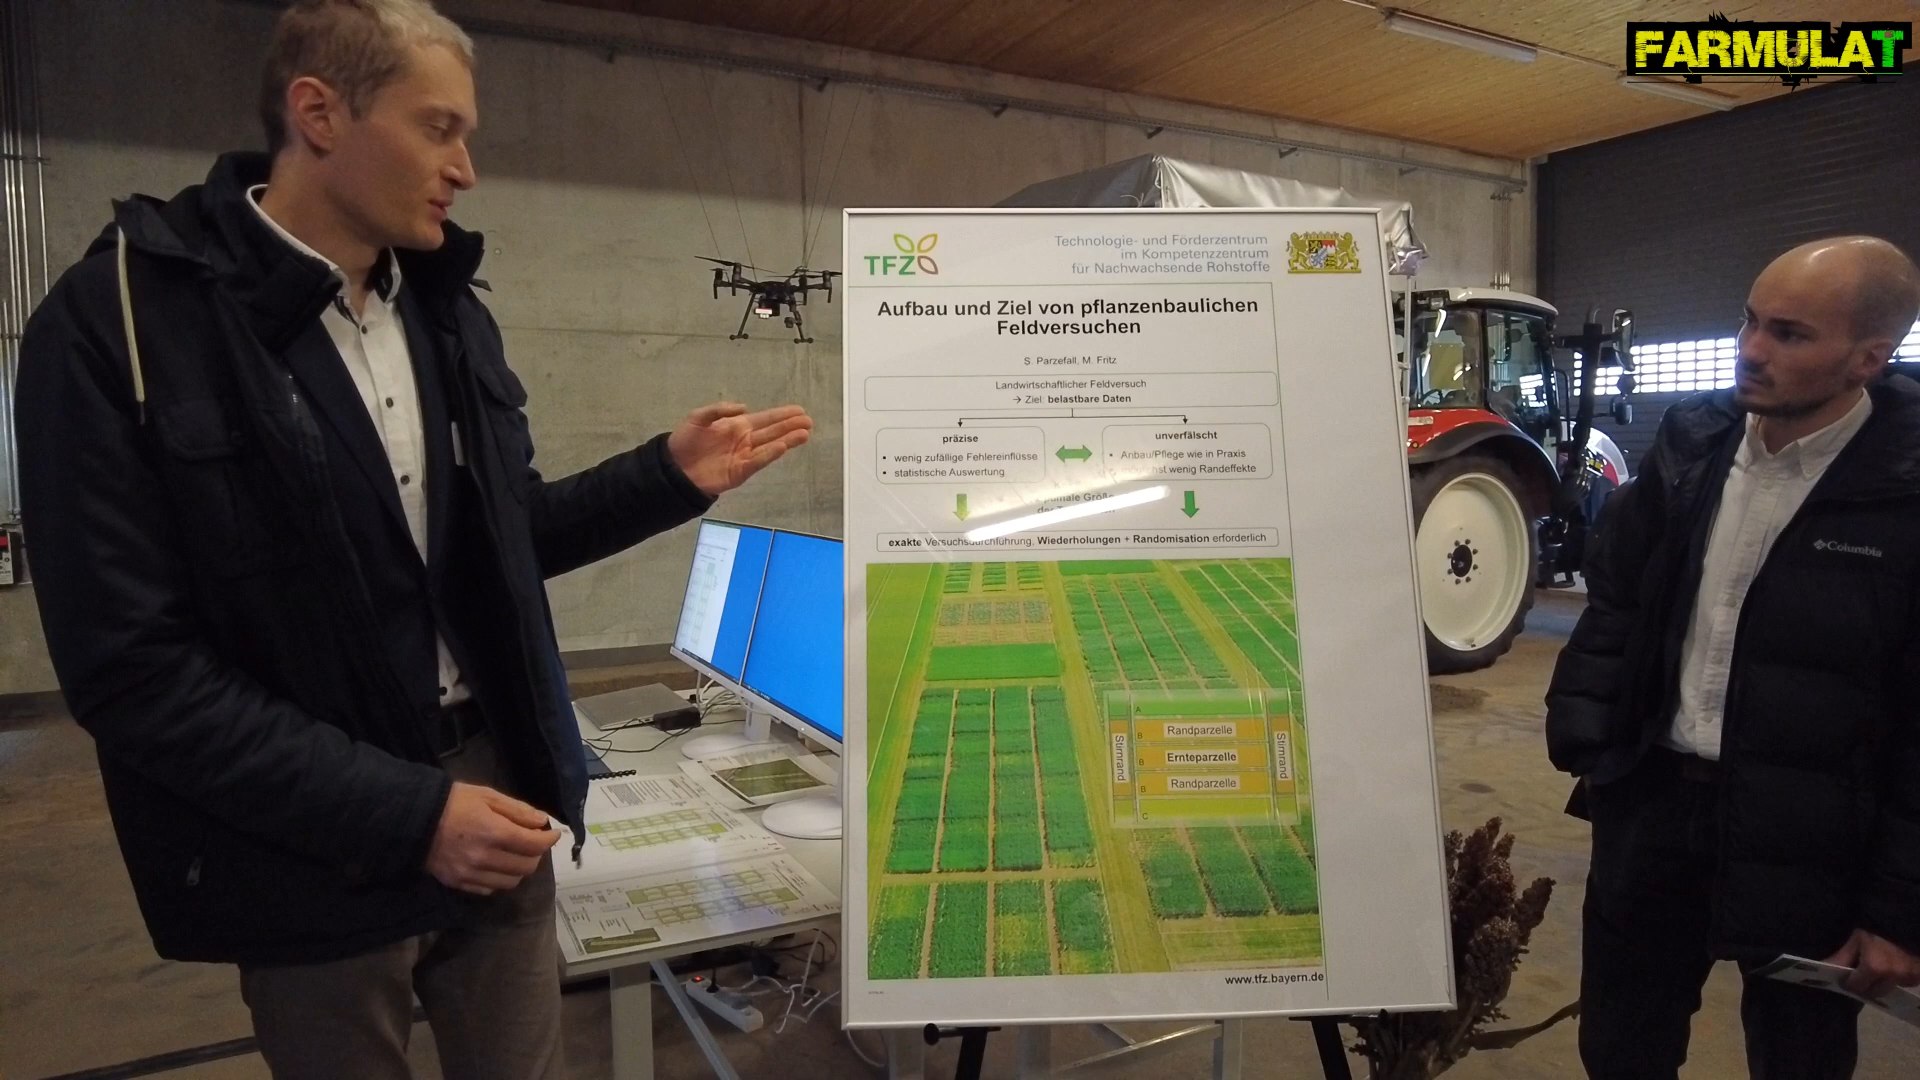 FARMULAT
TFZ
Technologie- und Förderzentrum
im Kompetenzzentrum
für Nachwachsende Rohstoffe
Aufbau und Ziel von pflanzenbaulichen
Feldversuchen
S. Parzefall, M. Fritz
Landwirtschaftlicher Feldversuch
→ Ziel: belastbare Daten
präzise
• wenig zufällige Fehlereinflüsse
• statistische Auswertung
unverfälscht
• Anbau/Pflege wie in Praxis
wenig Randeffekte
exakte Versuchsdurchführung, Wiederholungen + Randomisation erforderlich
A
Stirnrand
B Randparzelle
B Ernteparzelle
B Randparzelle
Stirnrand
C
www.tfz.bayern.de
Columbia